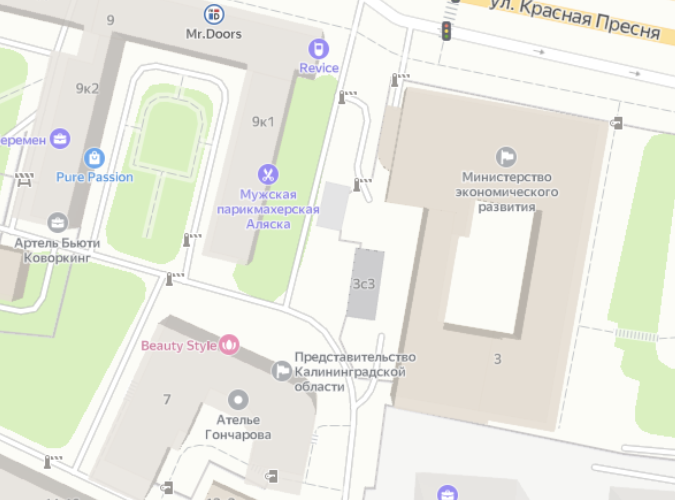 ул. Красная Пресня
9
Mr.Doors
Revice
9к2
9к1
Pure Passion
Мужская
парикмахерская
Аляска
Министерство
экономического
развития
Артель Бьюти
Коворкинг
3с3
Beauty Style
Представительство
Калининградской
области
3
7
Ателье
Гончарова